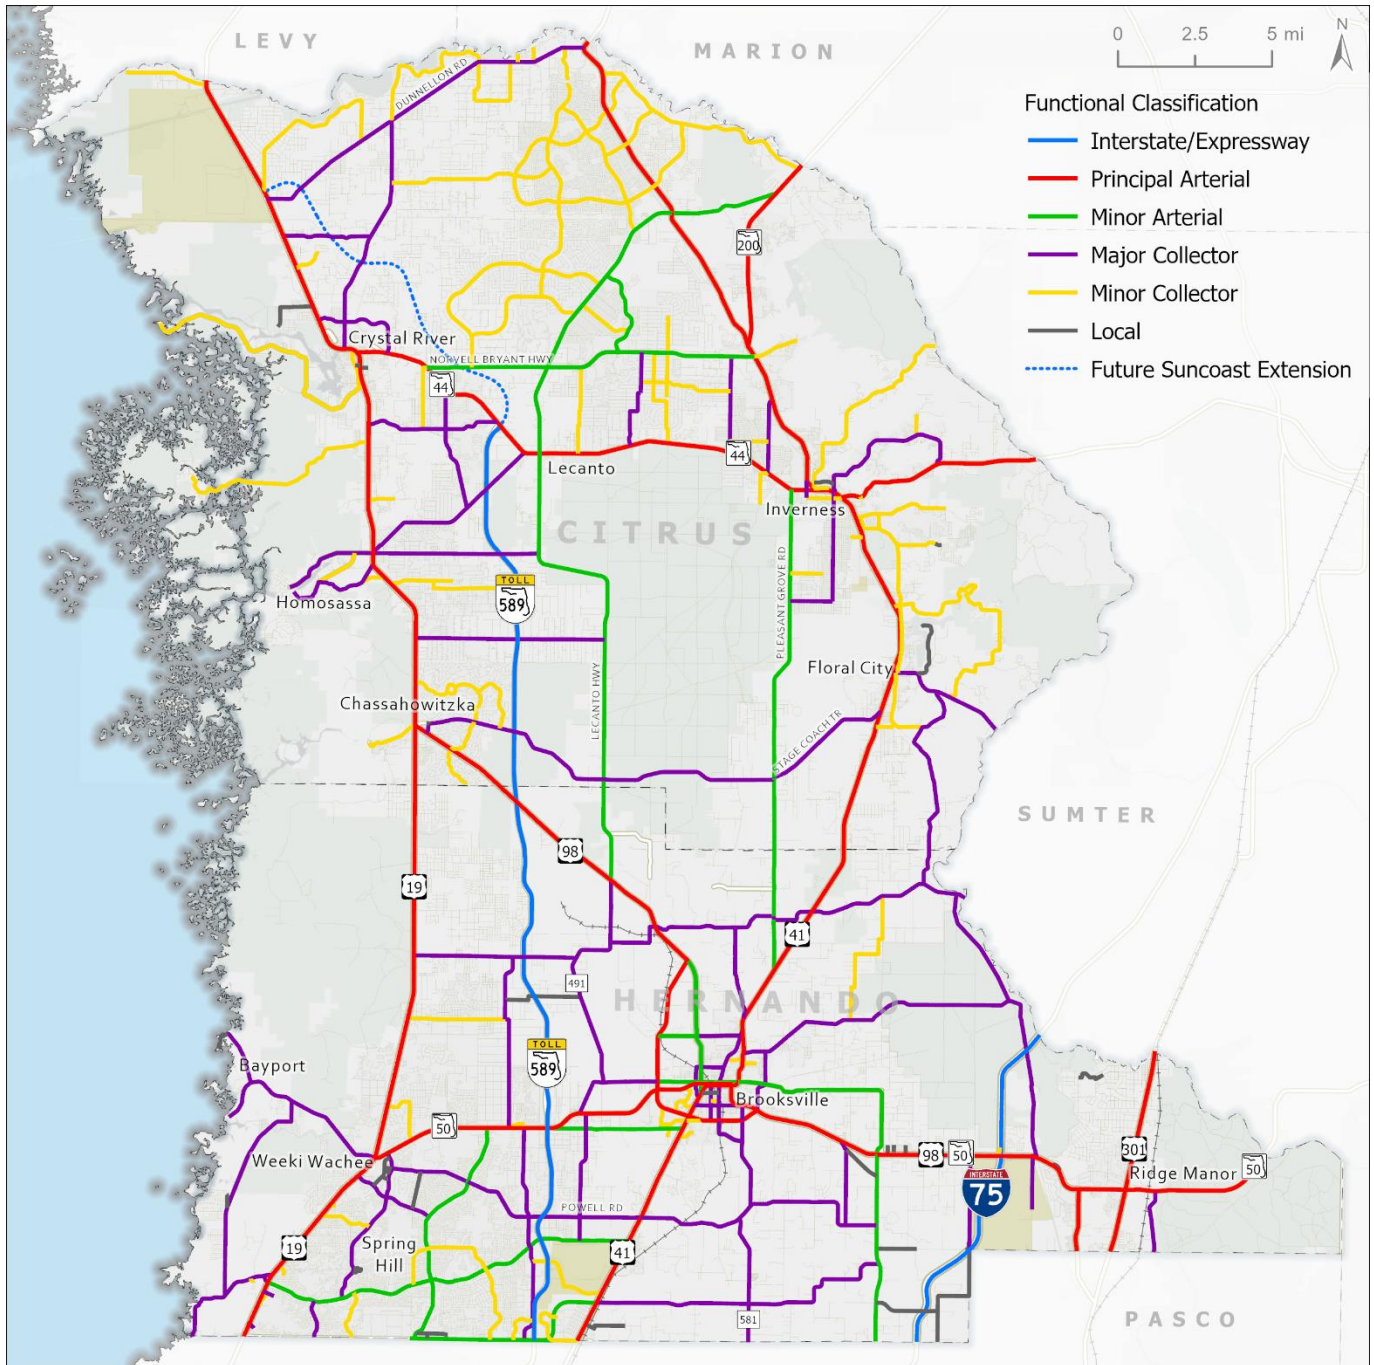 LEVY
MARION
0 2.5 5 mi
N
Functional Classification
Interstate/Expressway
Principal Arterial
Minor Arterial
Major Collector
Minor Collector
Local
Future Suncoast Extension
DUNNELLON RD
200
Crystal River
NORVELL BRYANT HWY
44
44
Lecanto
Inverness
CITRUS
PLEASANT GROVE RD
TOLL
589
Homosassa
LECANTO HWY
Floral City
Chassahowitzka
STAGE COACH TR
SUMTER
98
19
41
491
HERNANDO
TOLL
589
Bayport
Brooksville
50
Weeki Wachee
98
50
301
Ridge Manor
50
INTERSTATE
75
POWELL RD
19
Spring
Hill
41
581
PASCO